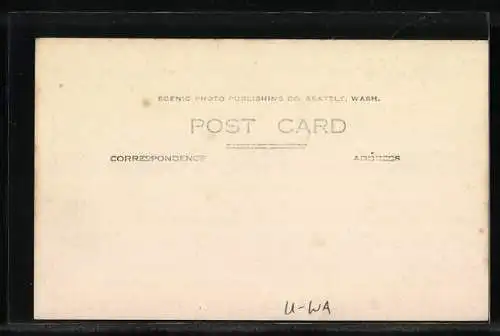 SCENIC PHOTO PUBLISHING CO. SEATTLE, WASH.
POST CARD
CORRESPONDENCE ADDRESS
U-WA